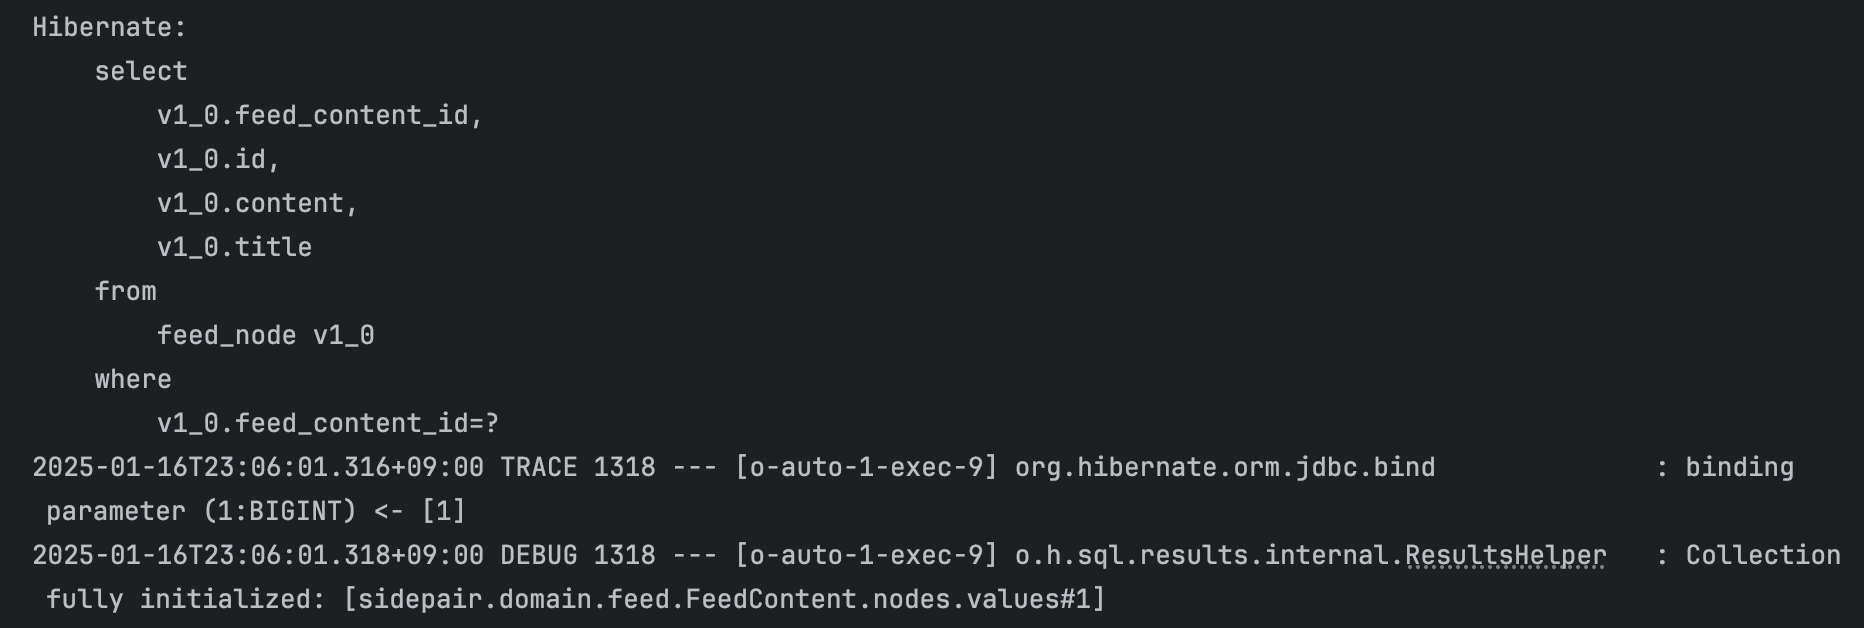 Hibernate:
    select
        v1_0.feed_content_id,
        v1_0.id,
        v1_0.content,
        v1_0.title
    from
        feed_node v1_0
    where
        v1_0.feed_content_id=?
2025-01-16T23:06:01.316+09:00 TRACE 1318 --- [o-auto-1-exec-9] org.hibernate.orm.jdbc.bind              : binding
 parameter (1:BIGINT) <- [1]
2025-01-16T23:06:01.318+09:00 DEBUG 1318 --- [o-auto-1-exec-9] o.h.sql.results.internal.ResultsHelper   : Collection
 fully initialized: [sidepair.domain.feed.FeedContent.nodes.values#1]